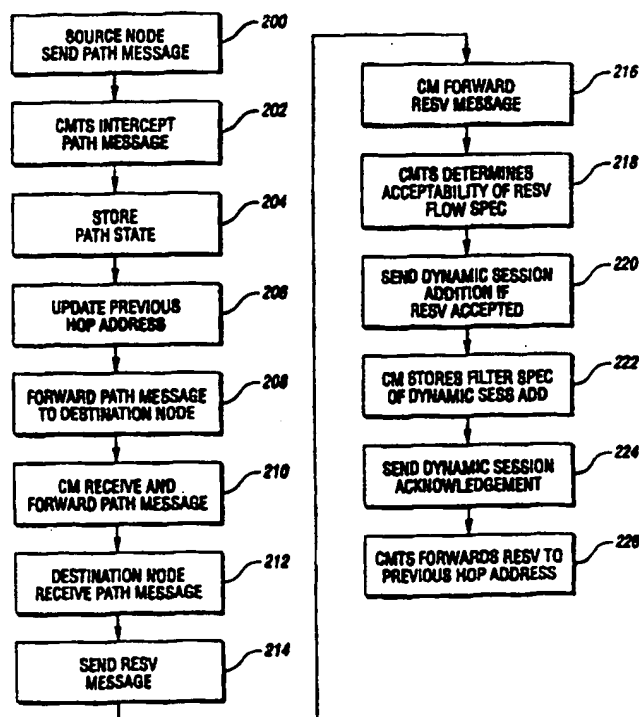 200
SOURCE NODE
SEND PATH MESSAGE
202
CMTS INTERCEPT
PATH MESSAGE
204
STORE
PATH STATE
206
UPDATE PREVIOUS
HOP ADDRESS
208
FORWARD PATH MESSAGE
TO DESTINATION NODE
210
CM RECEIVE AND
FORWARD PATH MESSAGE
212
DESTINATION NODE
RECEIVE PATH MESSAGE
214
SEND RESV
MESSAGE
216
CM FORWARD
RESV MESSAGE
218
CMTS DETERMINES
ACCEPTABILITY OF RESV
FLOW SPEC
220
SEND DYNAMIC SESSION
ADDITION IF
RESV ACCEPTED
222
CM STORES FILTER SPEC
OF DYNAMIC SESS ADD
224
SEND DYNAMIC SESSION
ACKNOWLEDGEMENT
226
CMTS FORWARDS RESV TO
PREVIOUS HOP ADDRESS